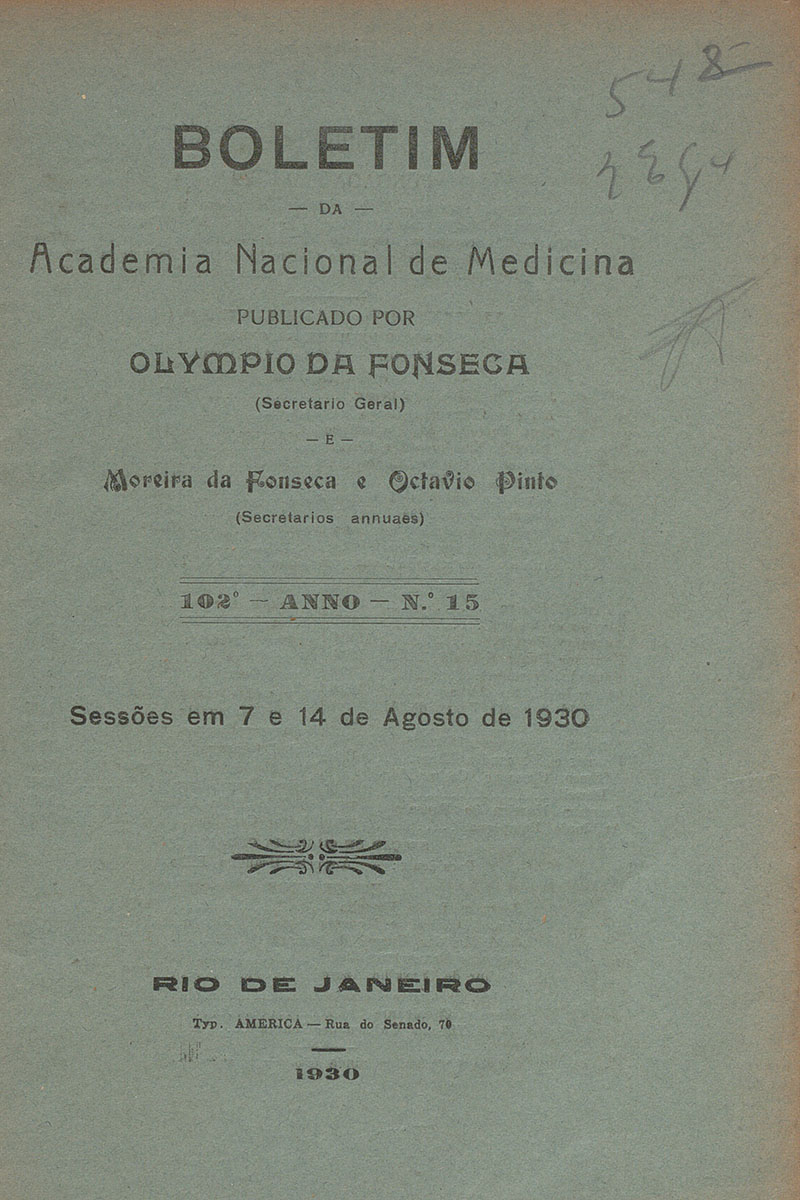 548
BOLETIM
— DA —
Academia Nacional de Medicina
PUBLICADO POR
OLYMPIO DA FONSECA
(Secretario Geral)
— E —
Moreira da Fonseca e Octavio Pinto
(Secretarios annuaes)
102º — ANNO — N.º 15
Sessões em 7 e 14 de Agosto de 1930
RIO DE JANEIRO
Typ. AMERICA — Rua do Senado, 70
1930